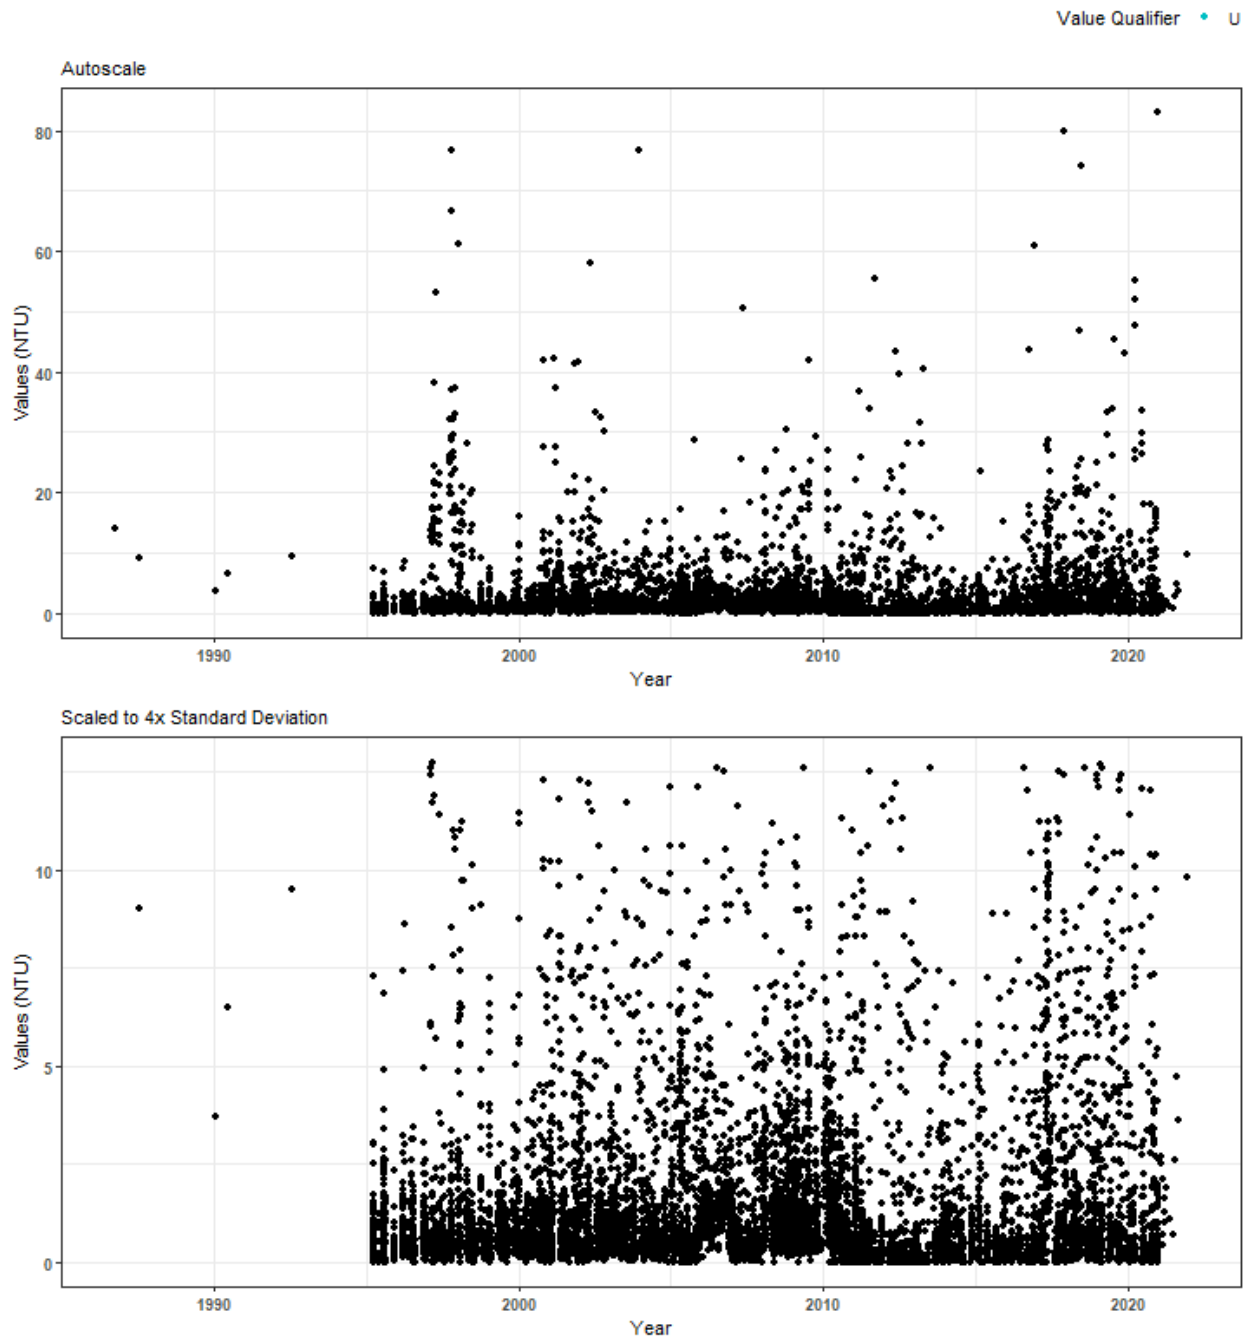 Value Qualifier U
Autoscale
Values (NTU)
80
60
40
20
0
1990 2000 2010 2020
Year
Scaled to 4x Standard Deviation
Values (NTU)
10
5
0
1990 2000 2010 2020
Year